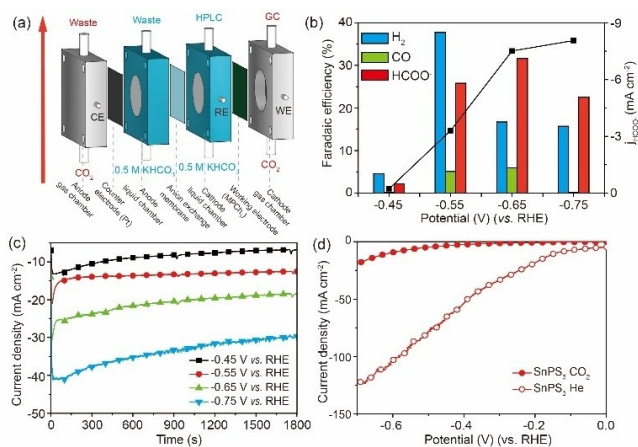 (a)
Waste
Waste
HPLC
GC
CE
RE
WE
CO2
0.5 M KHCO3
0.5 M KHCO3
CO2
Anode
gas chamber
Counter
electrode (Pt)
Anode
liquid chamber
Anion exchange
membrane
Cathode
liquid chamber
Working electrode
(MPCH3)
Cathode
gas chamber
(b)
H2
CO
HCOO-
Faradaic efficiency (%)
40
30
20
10
0
-0.45
-0.55
-0.65
-0.75
Potential (V) (vs. RHE)
-9
-6
-3
0
jHCOO- (mA cm-2)
(c)
Current density (mA cm-2)
0
-10
-20
-30
-40
-50
0
300
600
900
1200
1500
1800
Time (s)
-0.45 V vs. RHE
-0.55 V vs. RHE
-0.65 V vs. RHE
-0.75 V vs. RHE
(d)
Current density (mA cm-2)
0
-50
-100
-150
-0.6
-0.4
-0.2
0.0
Potential (V) (vs. RHE)
SnPS3 CO2
SnPS3 He